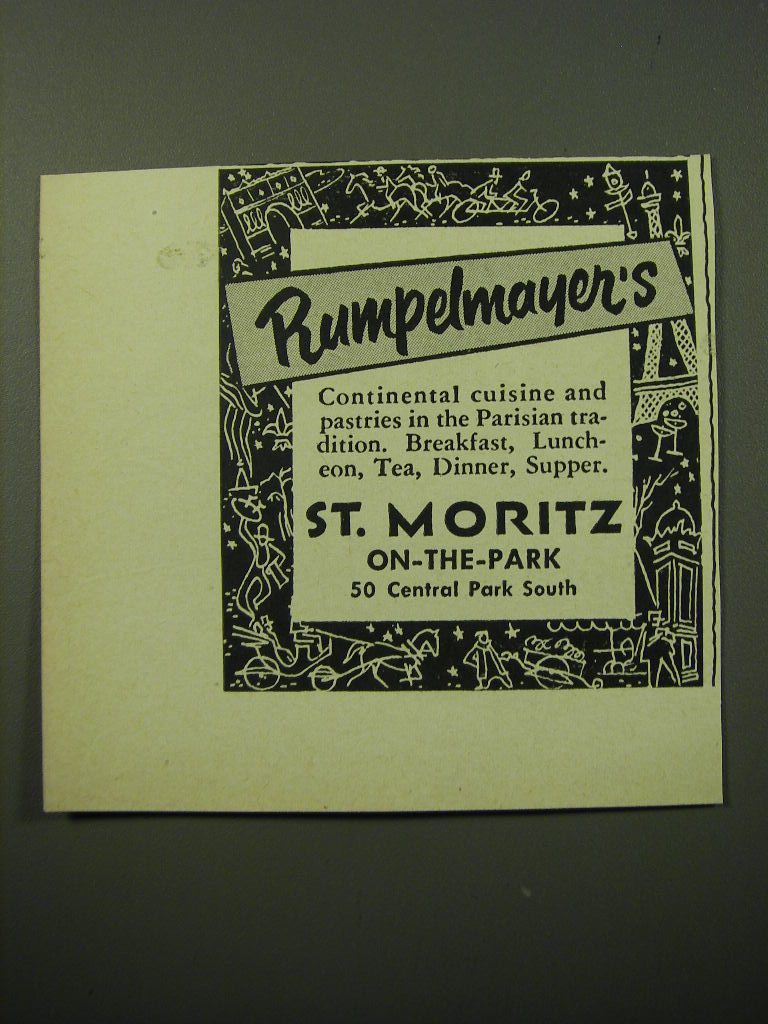 Rumpelmayer's
Continental cuisine and
pastries in the Parisian tra-
dition. Breakfast, Lunch-
eon, Tea, Dinner, Supper.
ST. MORITZ
ON-THE-PARK
50 Central Park South